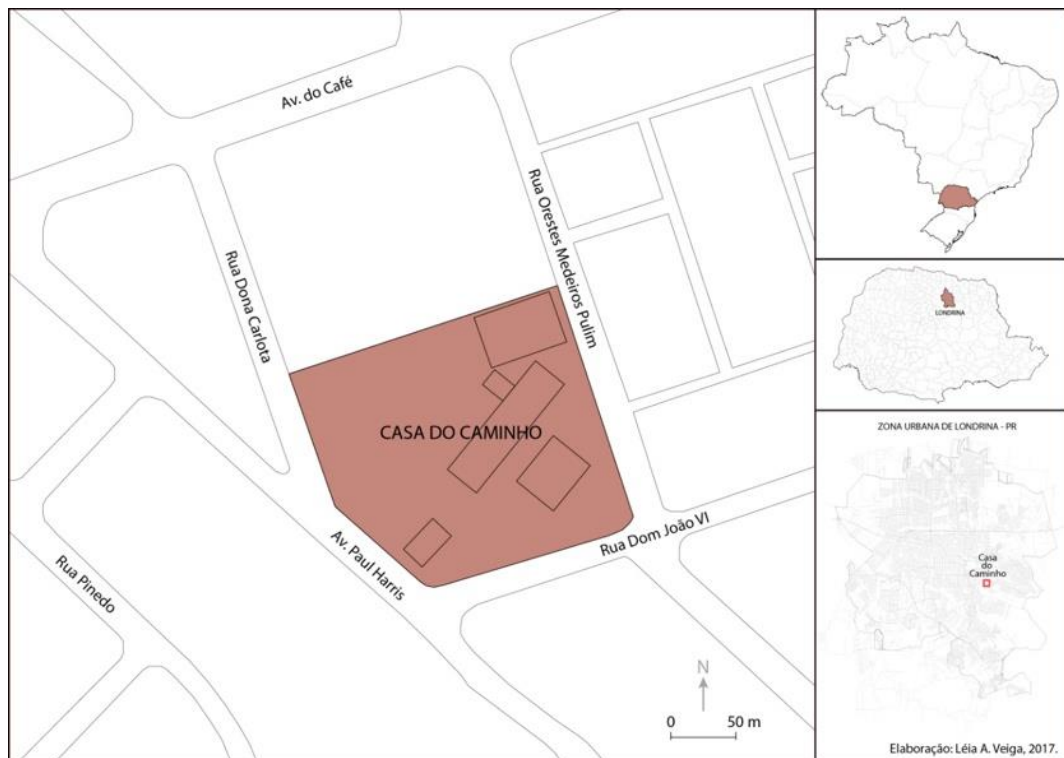 Av. do Café
Rua Orestes Medeiros Pulim
Rua Dona Carlota
CASA DO CAMINHO
Rua Dom João VI
Av. Paul Harris
Rua Pinedo
N
0 50 m
LONDRINA
ZONA URBANA DE LONDRINA - PR
Casa
do
Caminho
Elaboração: Léia A. Veiga, 2017.